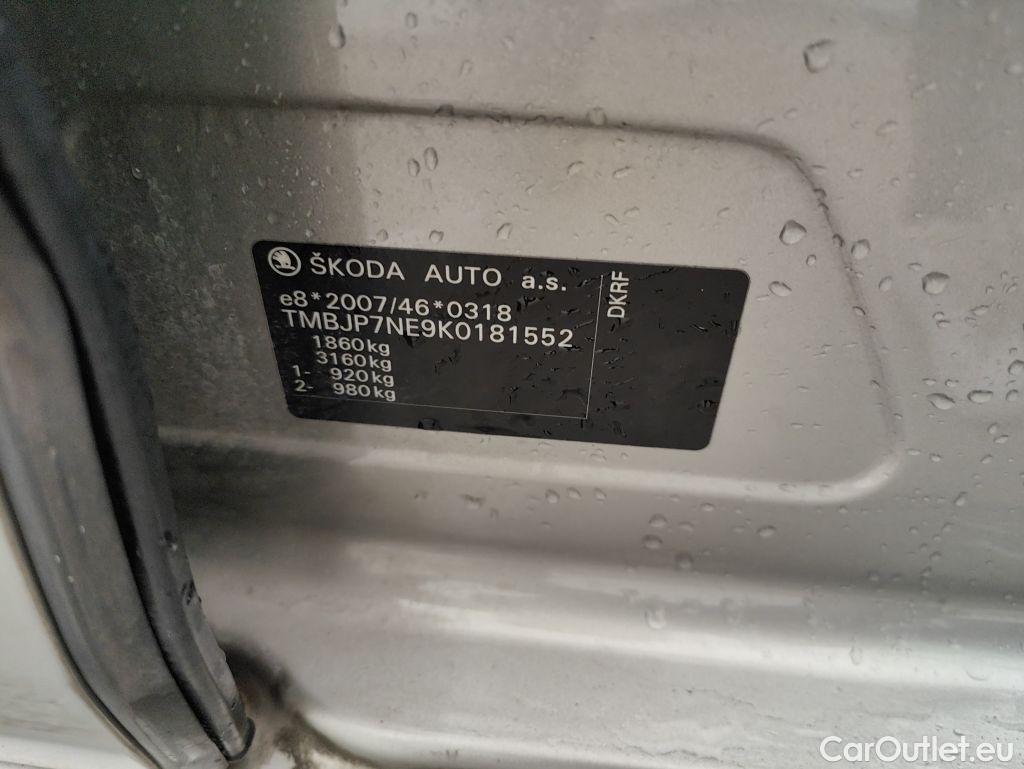 ŠKODA AUTO a.s.
e8*2007/46*0318
TMBJP7NE9K0181552
1860kg
3160kg
1- 920kg
2- 980kg
DKRF
CarOutlet.eu